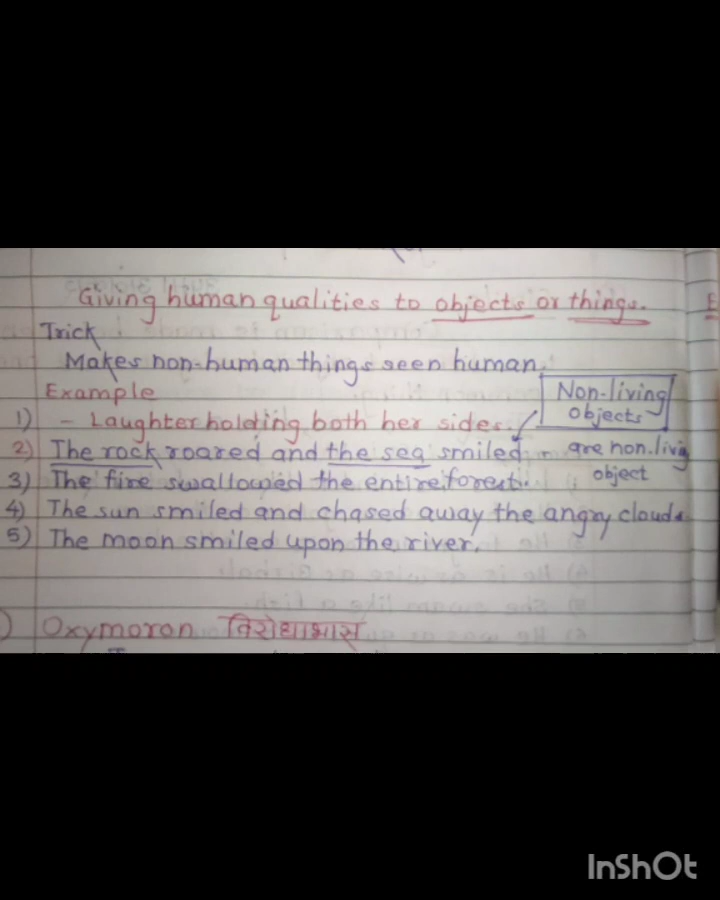 Giving human qualities to objects or things.
Trick
Makes non-human things seen human.
Example
Non-living
objects
1) - Laughter holding both her sides.
2) The rock roared and the sea smiled - are non.livig
object
3) The fire swallowed the entire forest.
4) The sun smiled and chased away the angry clouds
5) The moon smiled upon the river.
Oxymoron विरोधाभास
InShOt